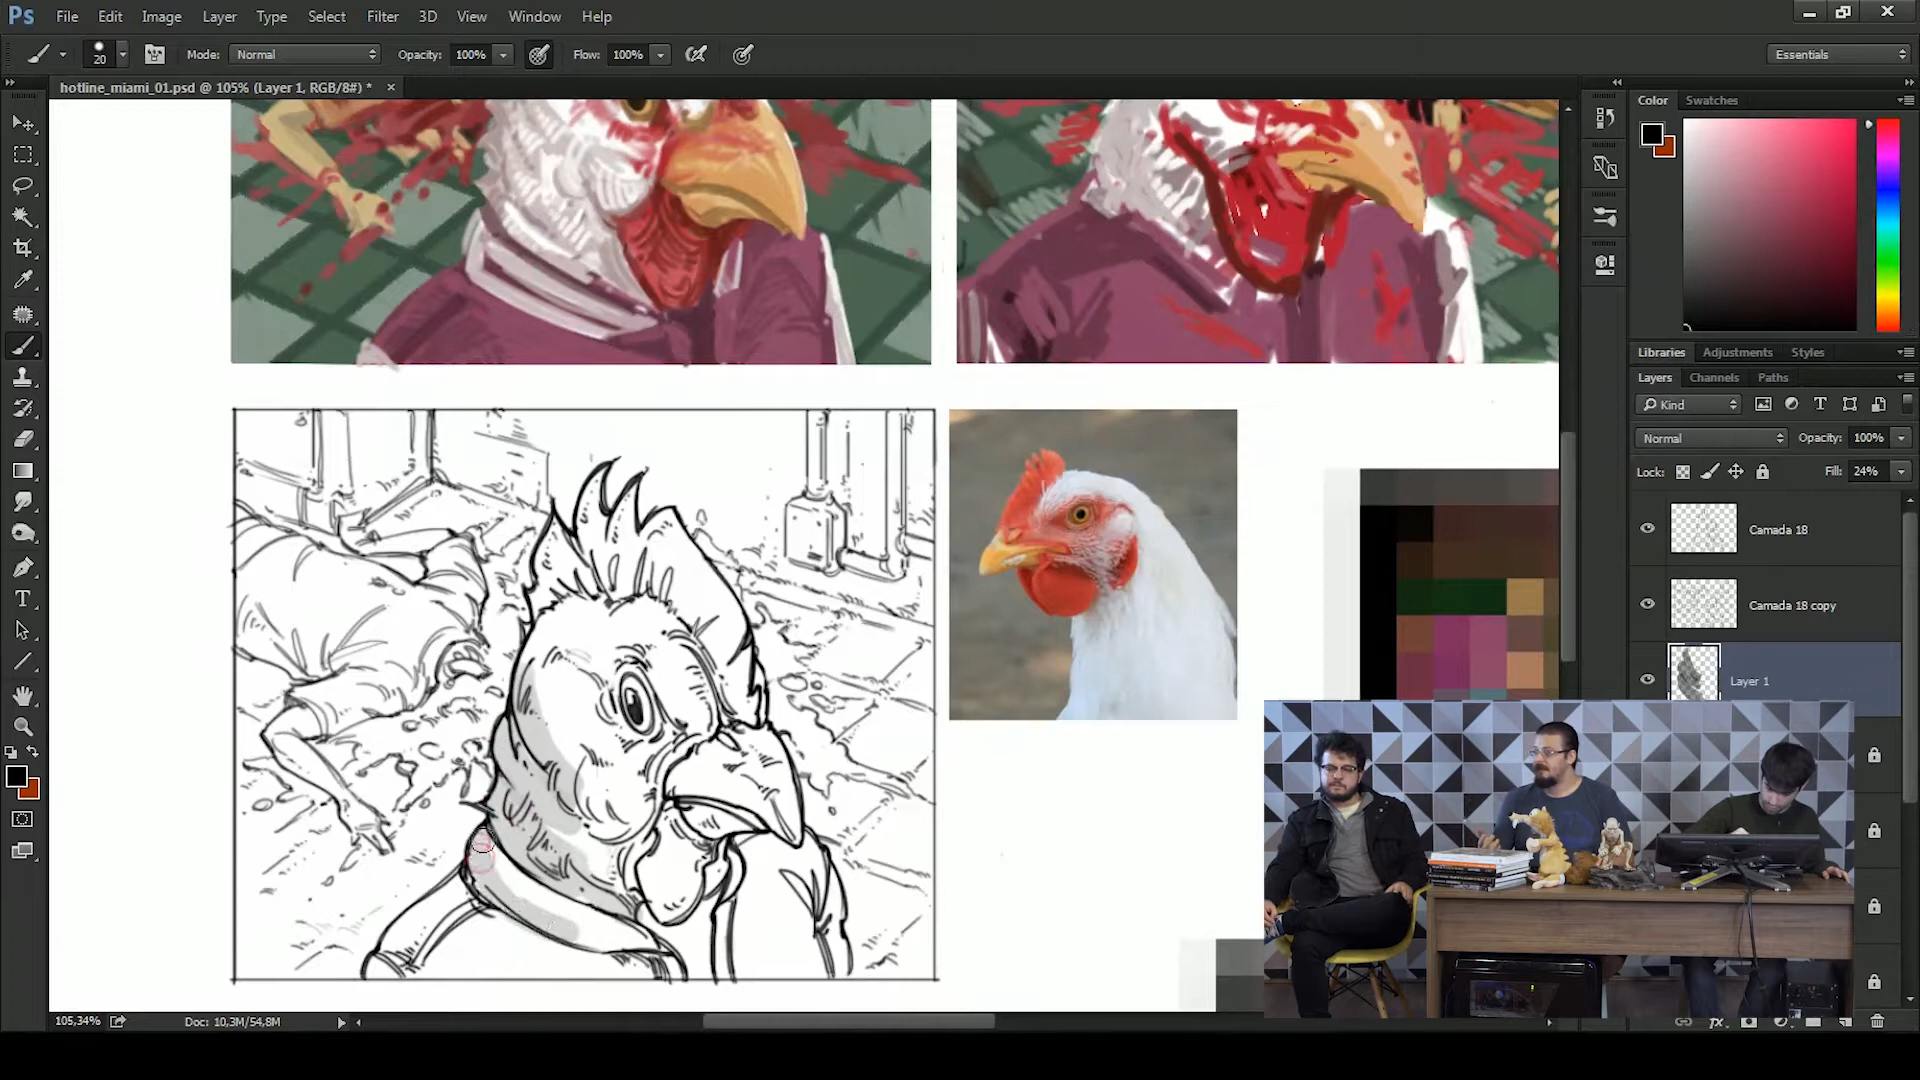 Ps File Edit Image Layer Type Select Filter 3D View Window Help
20 Mode: Normal Opacity: 100% Flow: 100% Essentials
hotline_miami_01.psd @ 105% (Layer 1, RGB/8#) * ×
Color Swatches
Libraries Adjustments Styles
Layers Channels Paths
Kind
Normal Opacity: 100%
Lock: Fill: 24%
Camada 18
Camada 18 copy
Layer 1
105,34% Doc: 10,3M/54,8M